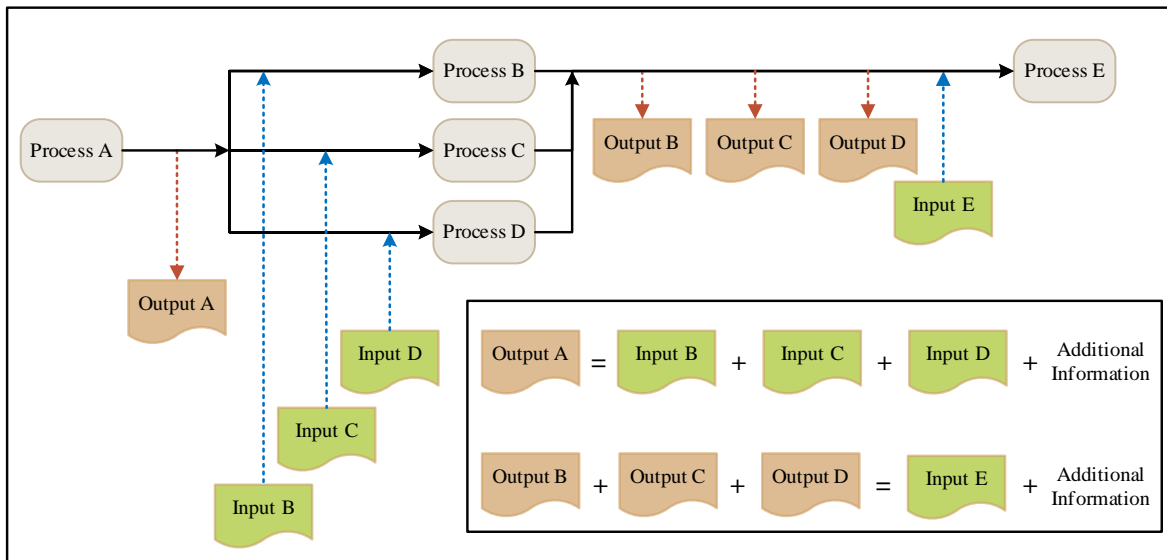 Process B
Process E
Process A
Process C
Output B
Output C
Output D
Process D
Input E
Output A
Input D
Input C
Input B
Output A = Input B + Input C + Input D + Additional
Information
Output B + Output C + Output D = Input E + Additional
Information